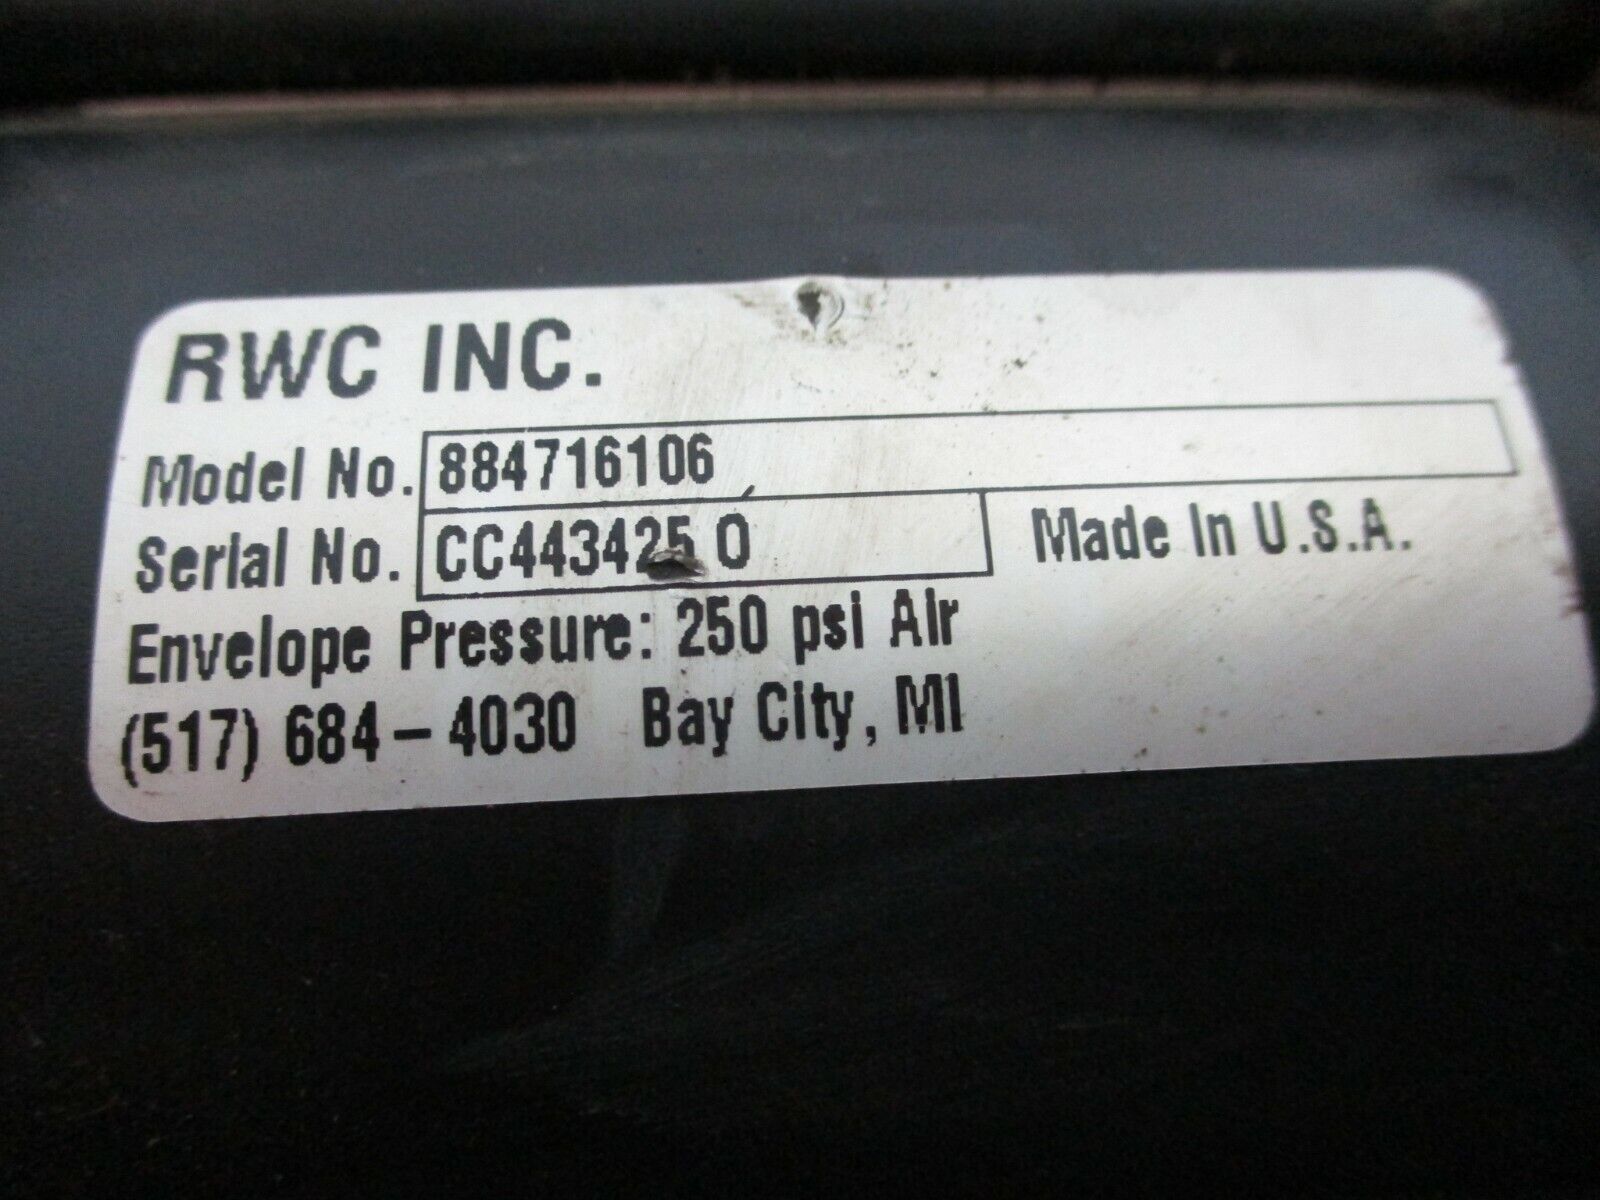 RWC INC.
Model No. 884716106
Serial No. CC443425 0 Made In U.S.A.
Envelope Pressure: 250 psi Air
(517) 684-4030 Bay City, MI